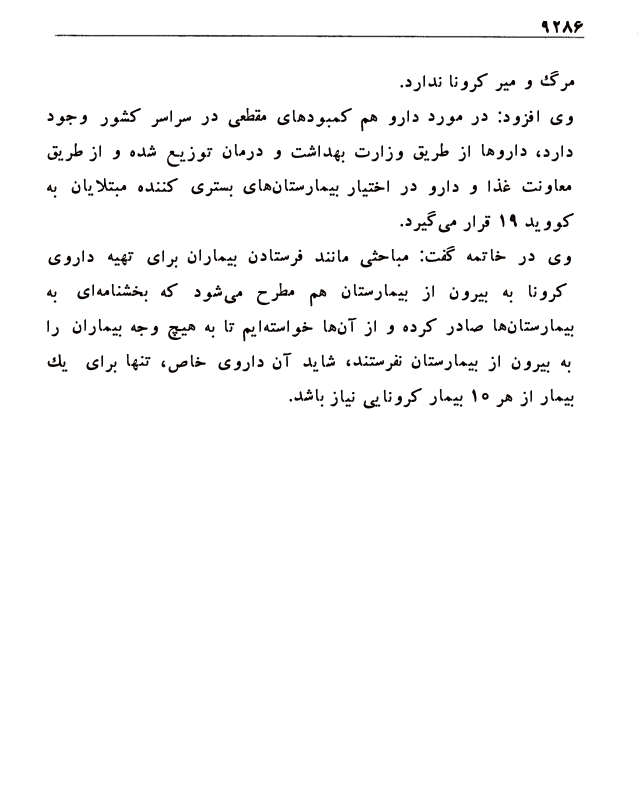 ۹۲۸۶
مرگ و میر کرونا ندارد.
وی افزود: در مورد دارو هم کمبودهای مقطعی در سراسر کشور وجود
دارد، داروها از طریق وزارت بهداشت و درمان توزیع شده و از طریق
معاونت غذا و دارو در اختیار بیمارستان‌های بستری کننده مبتلایان به
کووید ۱۹ قرار می‌گیرد.
وی در خاتمه گفت: مباحثی مانند فرستادن بیماران برای تهیه داروی
کرونا به بیرون از بیمارستان هم مطرح می‌شود که بخشنامه‌ای به
بیمارستان‌ها صادر کرده و از آن‌ها خواسته‌ایم تا به هیچ وجه بیماران را
به بیرون از بیمارستان نفرستند، شاید آن داروی خاص، تنها برای یك
بیمار از هر ۱۰ بیمار کرونایی نیاز باشد.